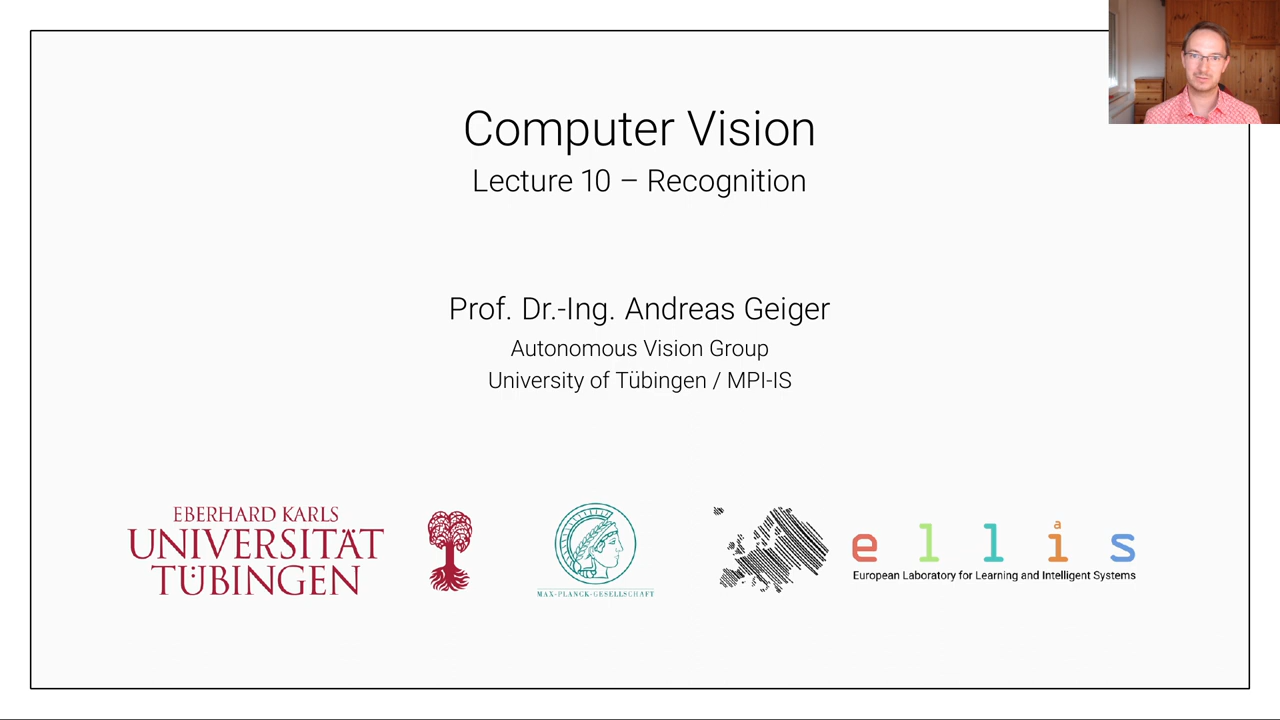 Computer Vision
Lecture 10 – Recognition
Prof. Dr.-Ing. Andreas Geiger
Autonomous Vision Group
University of Tübingen / MPI-IS
EBERHARD KARLS
UNIVERSITÄT
TÜBINGEN
MAX-PLANCK-GESELLSCHAFT
a
e l l i s
European Laboratory for Learning and Intelligent Systems